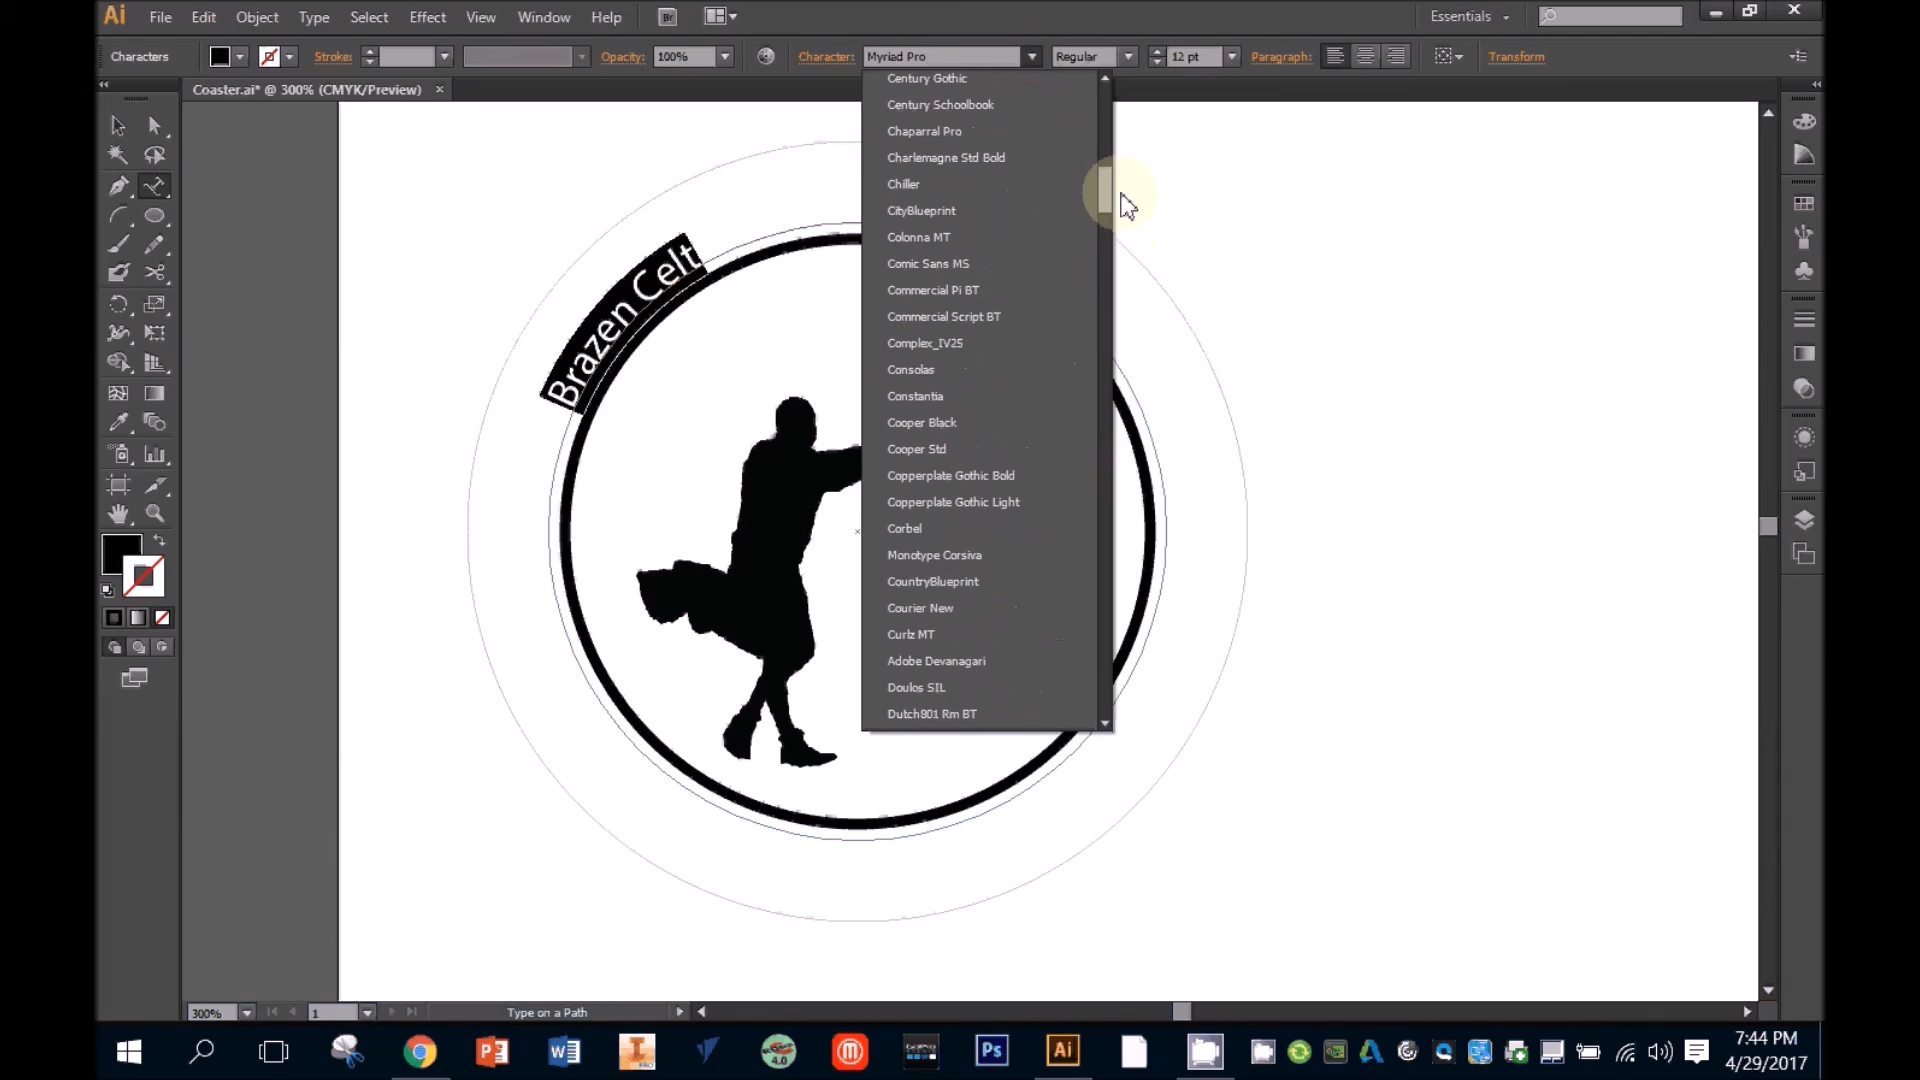 Ai File Edit Object Type Select Effect View Window Help Br Essentials
Characters Stroke: Opacity: 100% Character: Myriad Pro Regular 12 pt Paragraph: Transform
Coaster.ai* @ 300% (CMYK/Preview) ×
Century Gothic
Century Schoolbook
Chaparral Pro
Charlemagne Std Bold
Chiller
CityBlueprint
Colonna MT
Comic Sans MS
Commercial Pi BT
Commercial Script BT
Complex_IV25
Consolas
Constantia
Cooper Black
Cooper Std
Copperplate Gothic Bold
Copperplate Gothic Light
Corbel
Monotype Corsiva
CountryBlueprint
Courier New
Curlz MT
Adobe Devanagari
Doulos SIL
Dutch801 Rm BT
Brazen Celt
300% 1 Type on a Path
Ps Ai
7:44 PM
4/29/2017